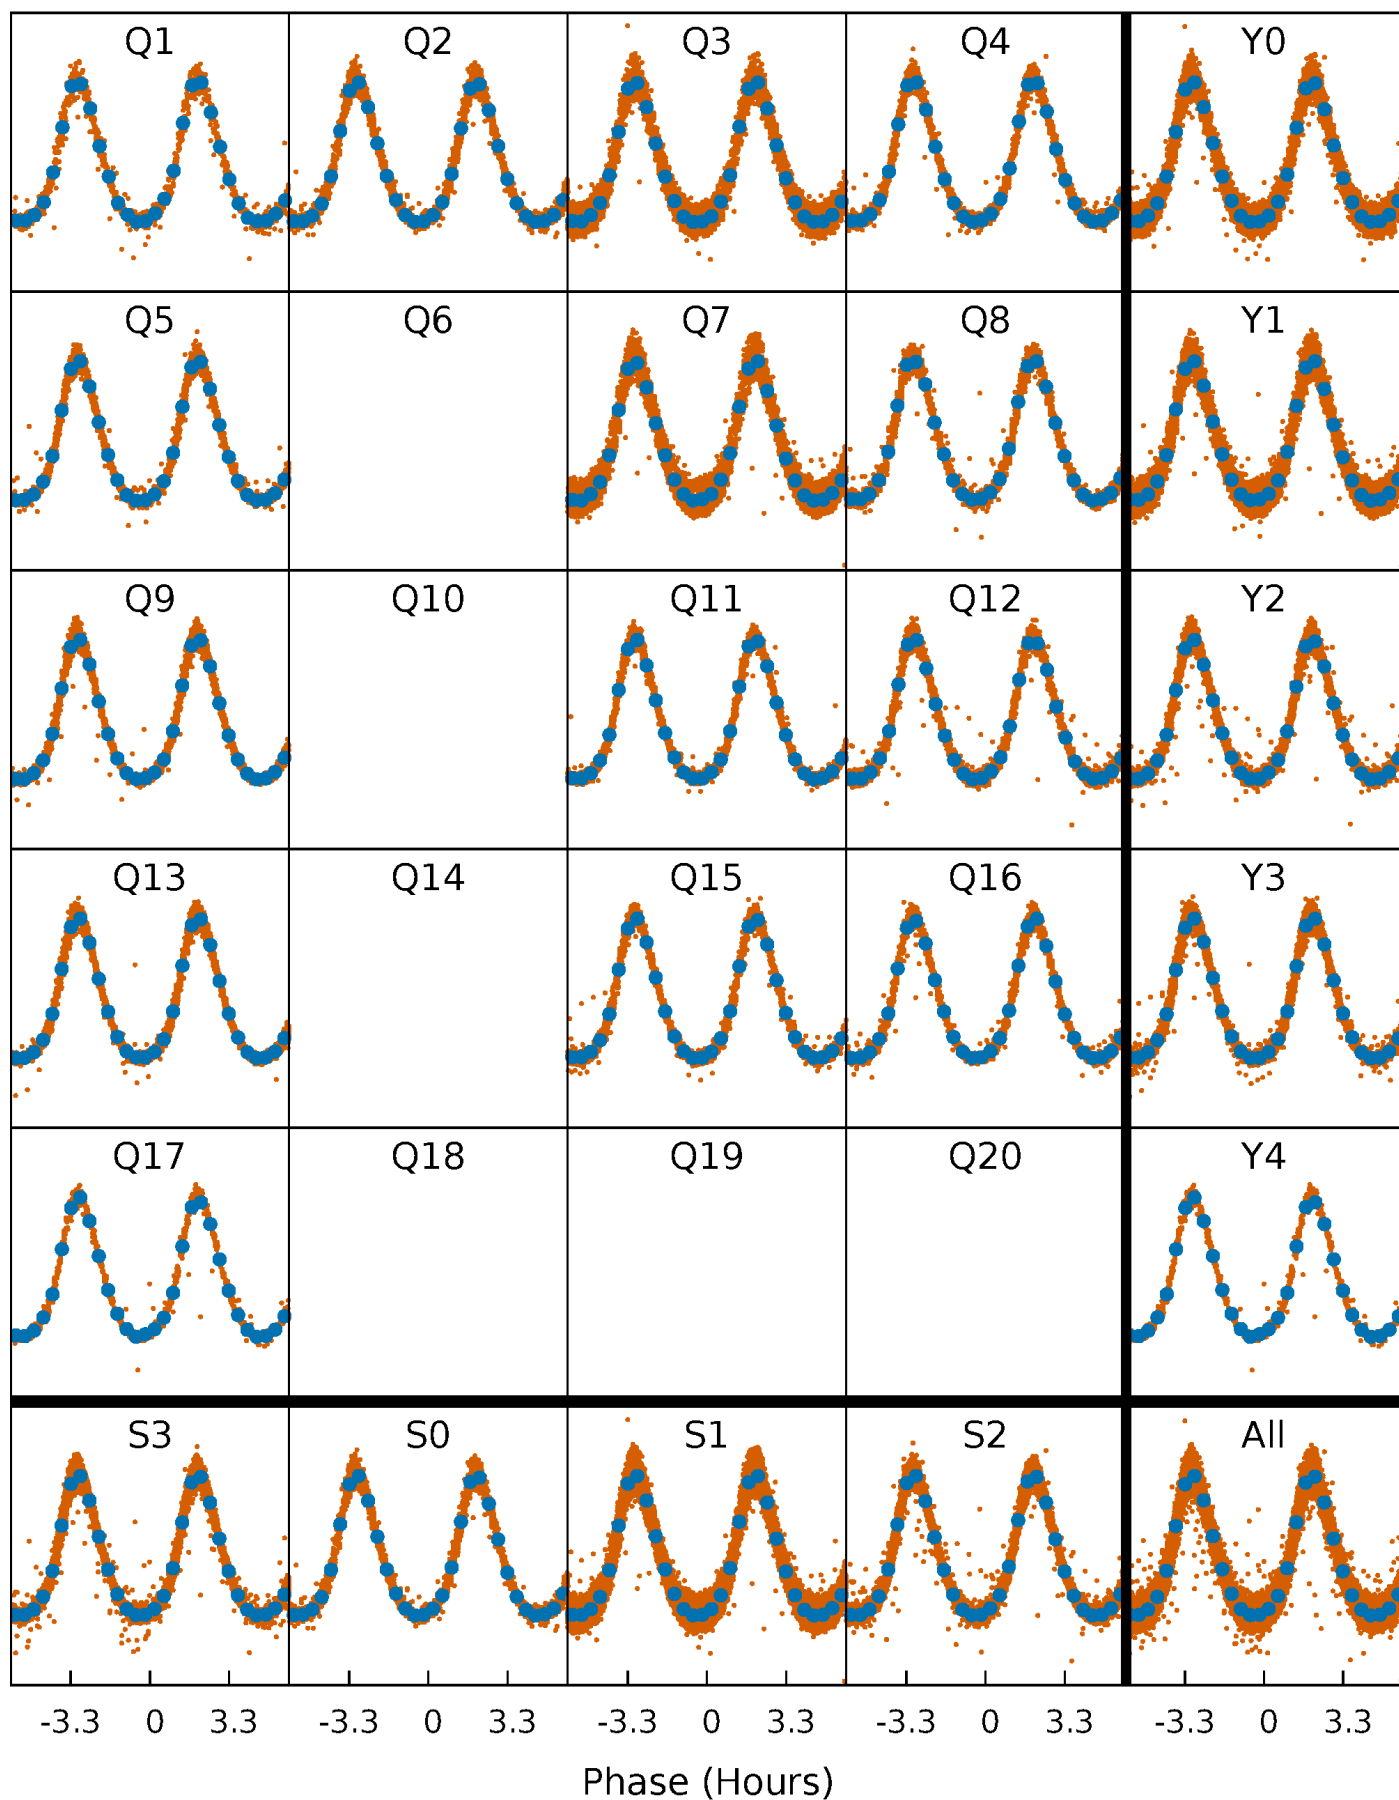 Q1 Q2 Q3 Q4 Y0
Q5 Q6 Q7 Q8 Y1
Q9 Q10 Q11 Q12 Y2
Q13 Q14 Q15 Q16 Y3
Q17 Q18 Q19 Q20 Y4
S3 S0 S1 S2 All
-3.3 0 3.3 -3.3 0 3.3 -3.3 0 3.3 -3.3 0 3.3 -3.3 0 3.3
Phase (Hours)